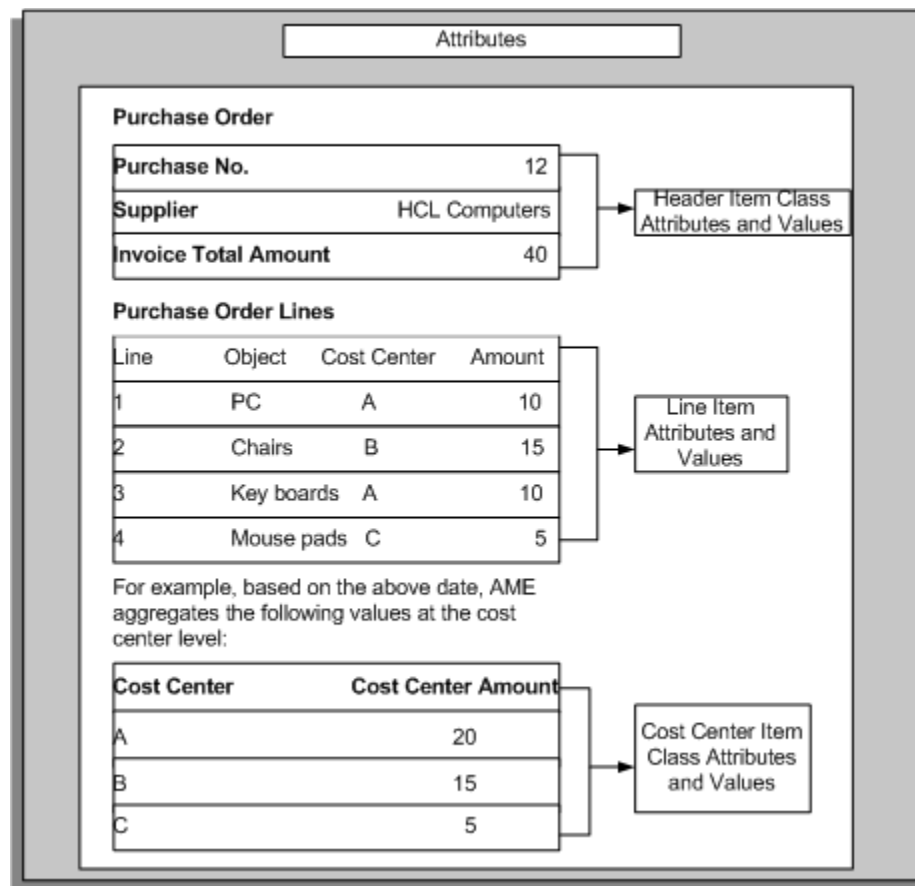 Attributes
Purchase Order
Purchase No. 12
Supplier HCL Computers
Invoice Total Amount 40
Header Item Class
Attributes and Values
Purchase Order Lines
Line Object Cost Center Amount
1 PC A 10
2 Chairs B 15
3 Key boards A 10
4 Mouse pads C 5
Line Item
Attributes and
Values
For example, based on the above date, AME
aggregates the following values at the cost
center level:
Cost Center Cost Center Amount
A 20
B 15
C 5
Cost Center Item
Class Attributes
and Values